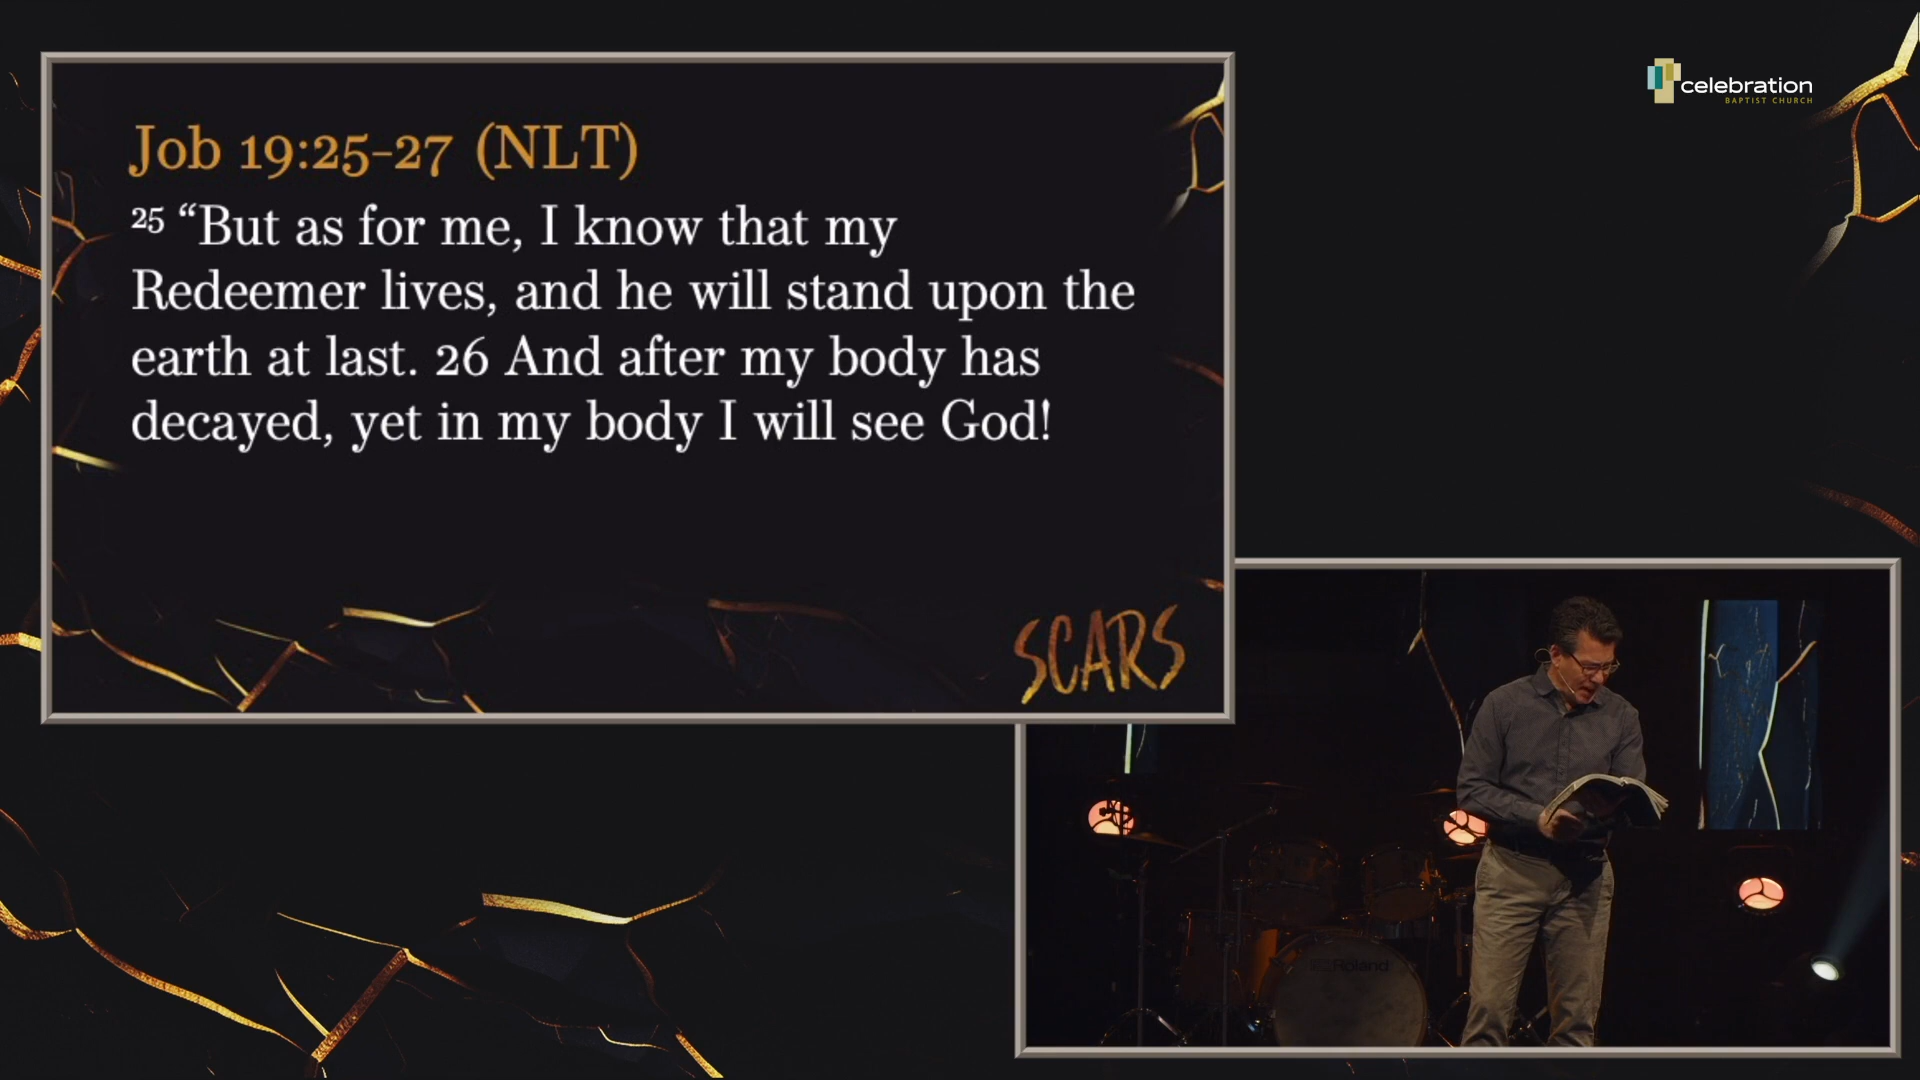 Job 19:25-27 (NLT)
25 “But as for me, I know that my
Redeemer lives, and he will stand upon the
earth at last. 26 And after my body has
decayed, yet in my body I will see God!
SCARS
celebration
BAPTIST CHURCH
Roland